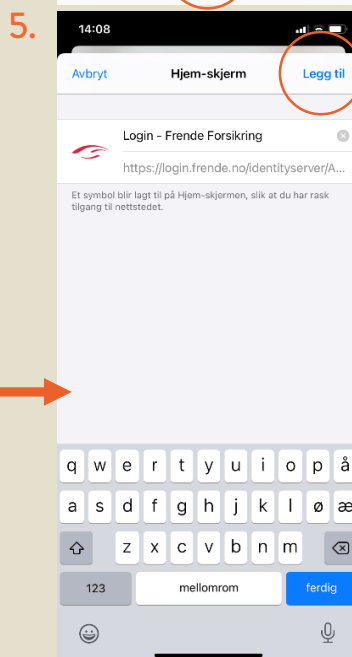 5.
14:08
Avbryt Hjem-skjerm Legg til
Login - Frende Forsikring
https://login.frende.no/identityserver/A...
Et symbol blir lagt til på Hjem-skjermen, slik at du har rask
tilgang til nettstedet.
q w e r t y u i o p å
a s d f g h j k l ø æ
z x c v b n m
123 mellomrom ferdig